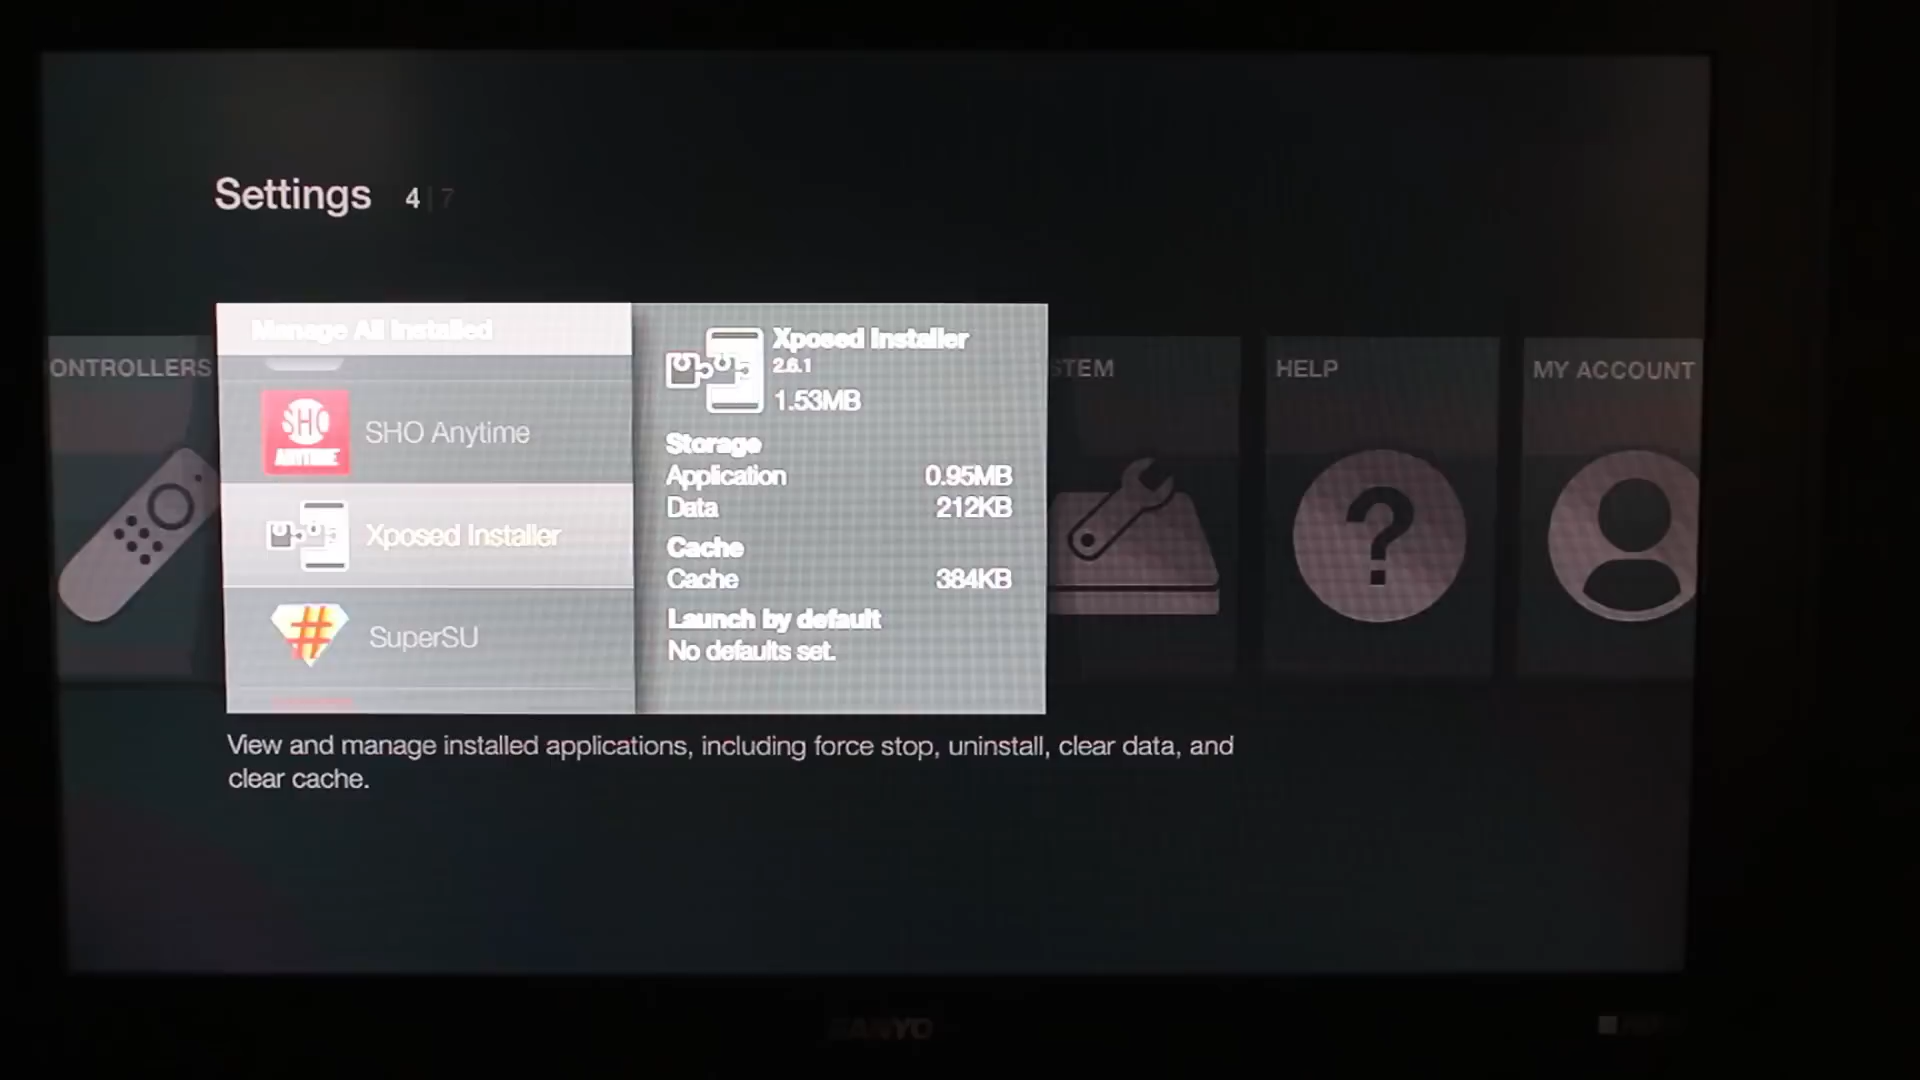 Settings 4 | 7
ONTROLLERS
Manage All Installed
SHO
ANYTIME
SHO Anytime
Xposed Installer
SuperSU
Xposed Installer
2.6.1
1.53MB
Storage
Application 0.95MB
Data 212KB
Cache
Cache 384KB
Launch by default
No defaults set.
STEM
HELP
?
MY ACCOUNT
View and manage installed applications, including force stop, uninstall, clear data, and
clear cache.
SANYO